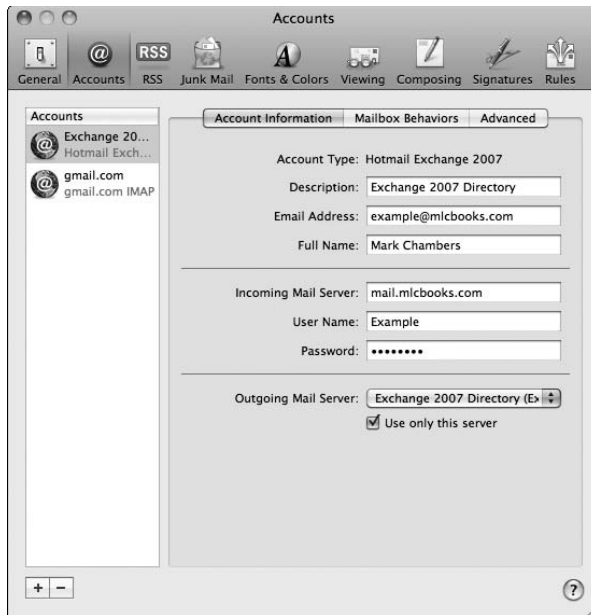 Accounts
RSS
General Accounts RSS Junk Mail Fonts & Colors Viewing Composing Signatures Rules
Accounts
Exchange 20...
Hotmail Exch...
gmail.com
gmail.com IMAP
Account Information Mailbox Behaviors Advanced
Account Type: Hotmail Exchange 2007
Description: Exchange 2007 Directory
Email Address: example@mlcbooks.com
Full Name: Mark Chambers
Incoming Mail Server: mail.mlcbooks.com
User Name: Example
Password: ••••••••
Outgoing Mail Server: Exchange 2007 Directory (Ex
Use only this server
+ − ?